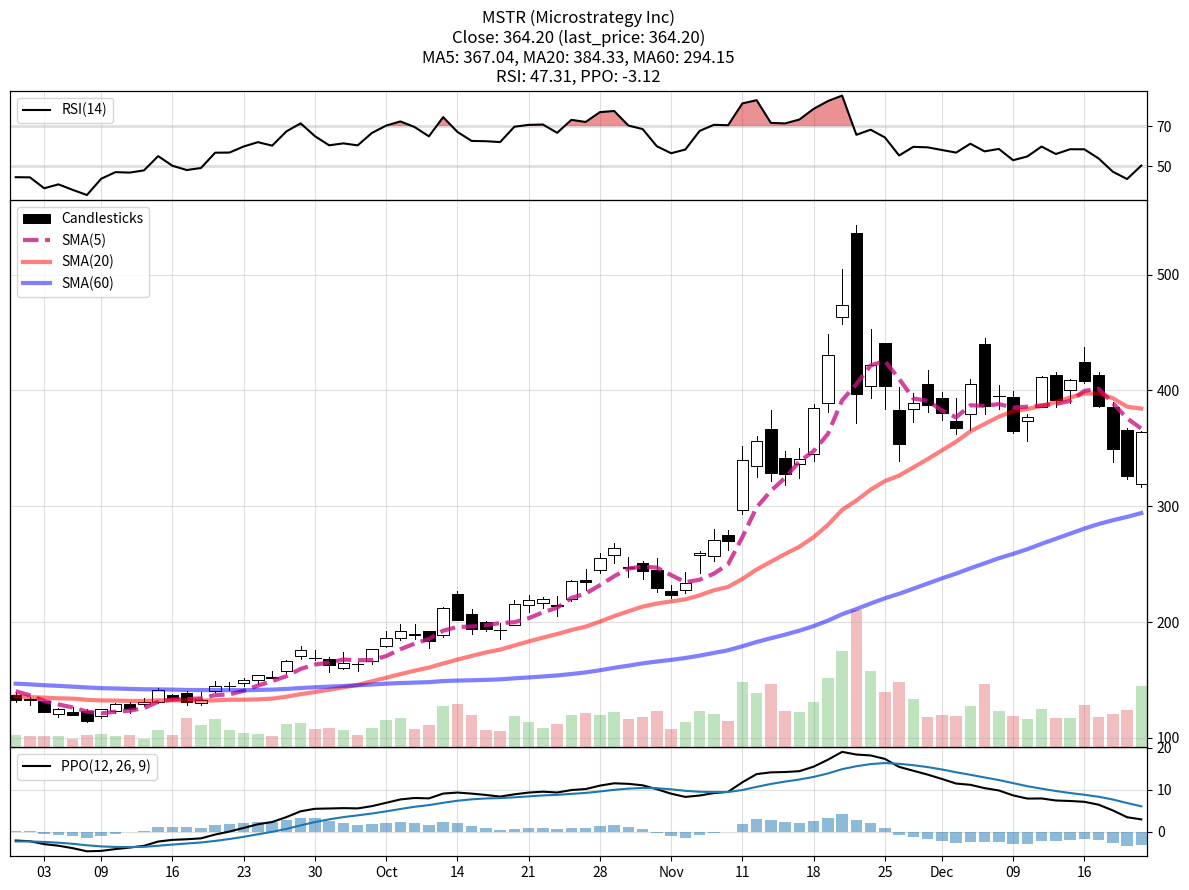 MSTR (Microstrategy Inc)
Close: 364.20 (last_price: 364.20)
MA5: 367.04, MA20: 384.33, MA60: 294.15
RSI: 47.31, PPO: -3.12
RSI(14)
70
50
Candlesticks
SMA(5)
SMA(20)
SMA(60)
500
400
300
200
100
20
PPO(12, 26, 9)
10
0
03 09 16 23 30 Oct 14 21 28 Nov 11 18 25 Dec 09 16